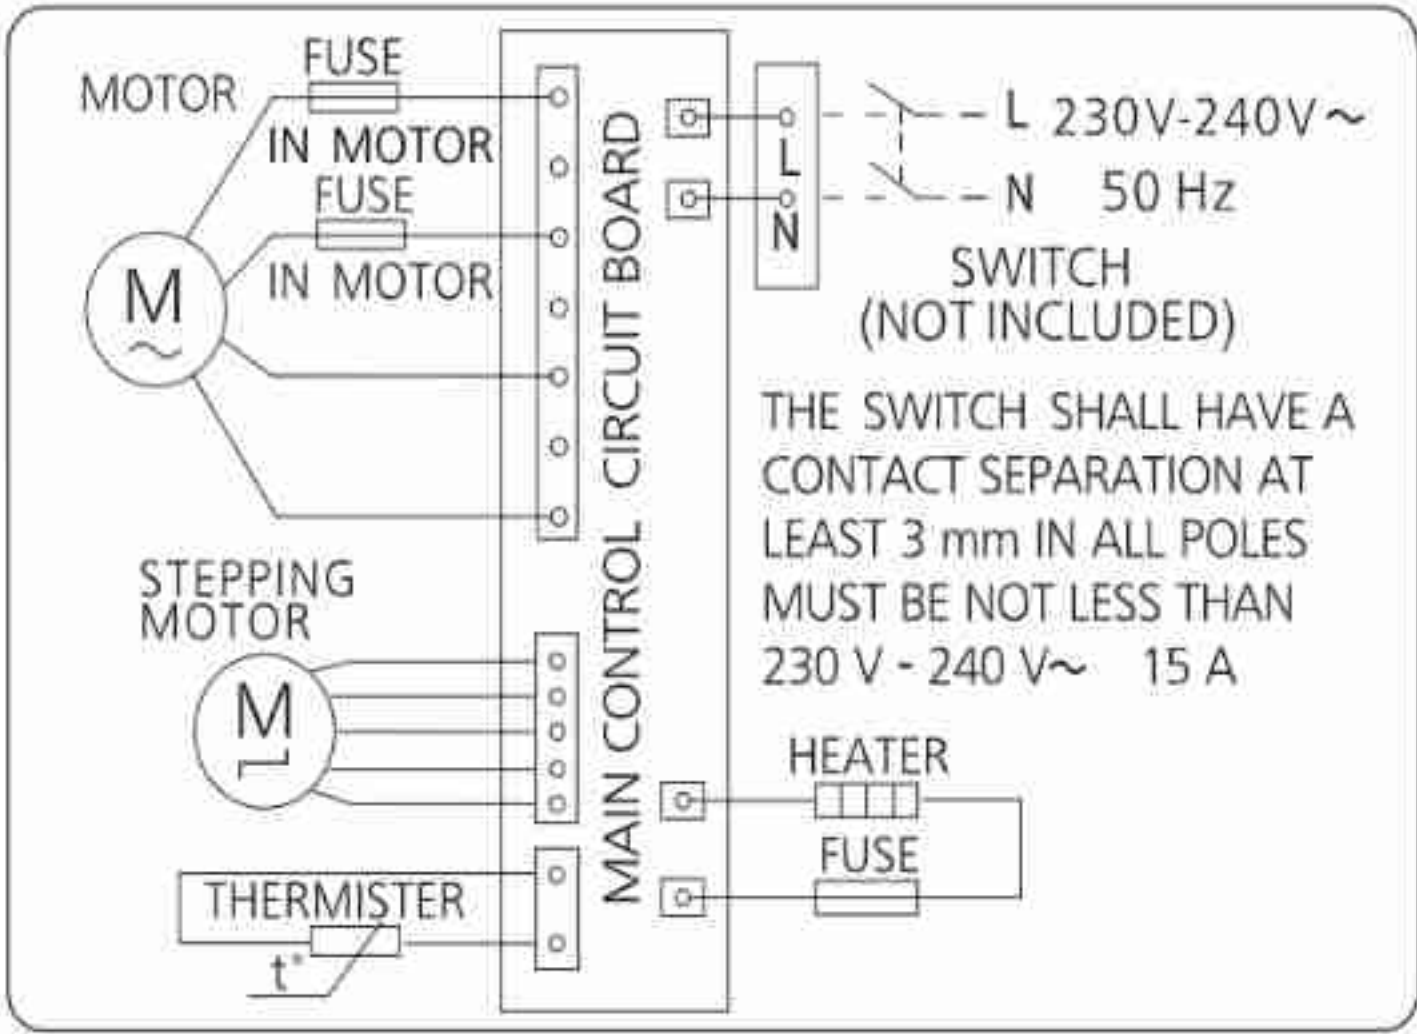 MOTOR
FUSE
IN MOTOR
FUSE
IN MOTOR
M
STEPPING
MOTOR
M
THERMISTER
t°
MAIN CONTROL CIRCUIT BOARD
L
N
L 230V-240V~
N 50 Hz
SWITCH
(NOT INCLUDED)
THE SWITCH SHALL HAVE A
CONTACT SEPARATION AT
LEAST 3 mm IN ALL POLES
MUST BE NOT LESS THAN
230 V - 240 V~ 15 A
HEATER
FUSE